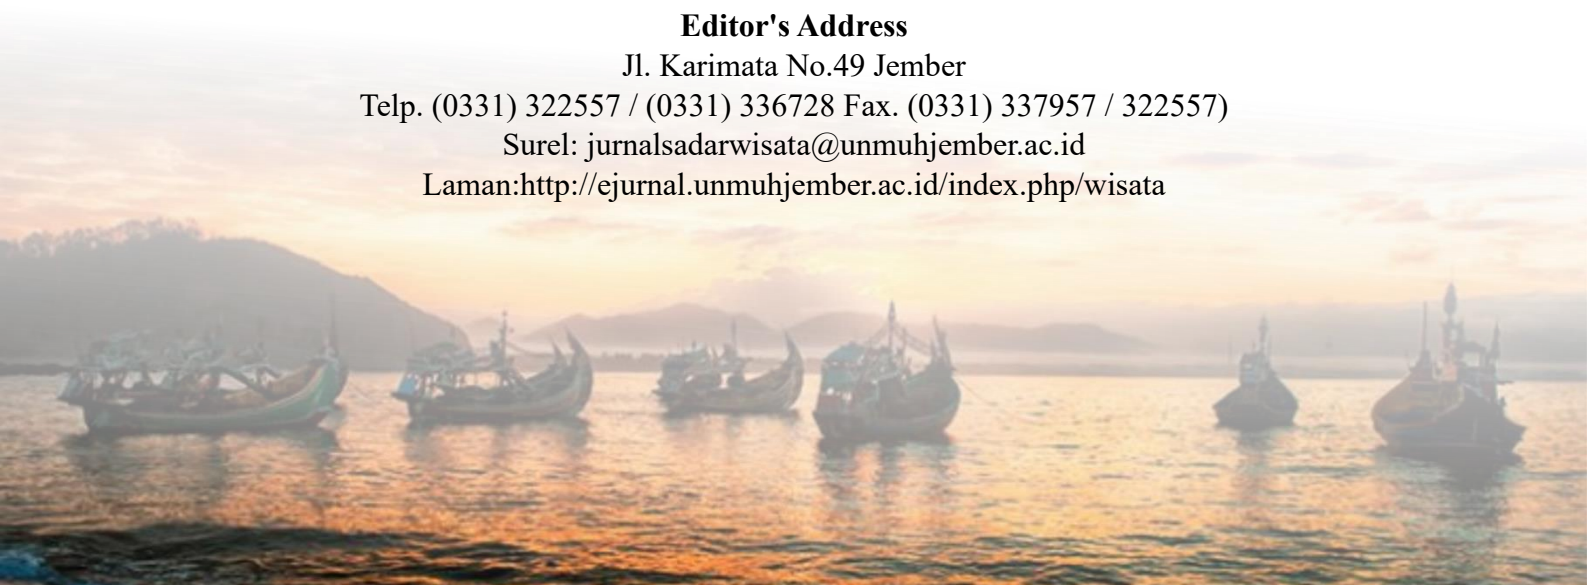 Editor's Address
Jl. Karimata No.49 Jember
Telp. (0331) 322557 / (0331) 336728 Fax. (0331) 337957 / 322557)
Surel: jurnalsadarwisata@unmuhjember.ac.id
Laman:http://ejurnal.unmuhjember.ac.id/index.php/wisata